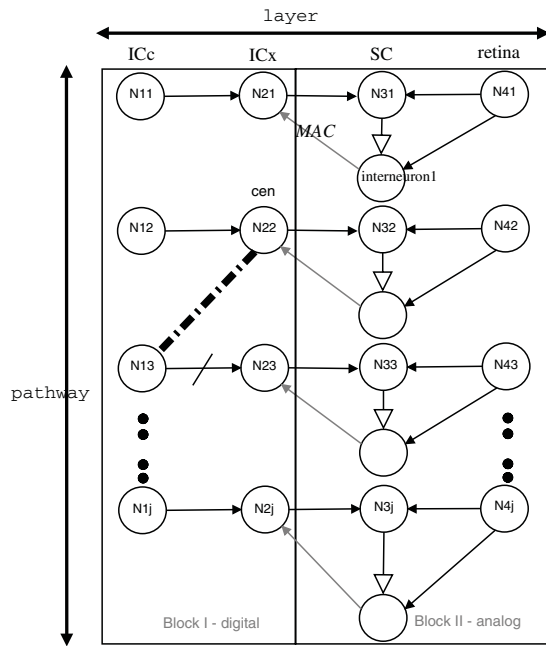 layer
ICc ICx SC retina
N11 N21 N31 N41
MAC
interneuron1
cen
N12 N22 N32 N42
N13 N23 N33 N43
pathway
N1j N2j N3j N4j
Block I - digital Block II - analog